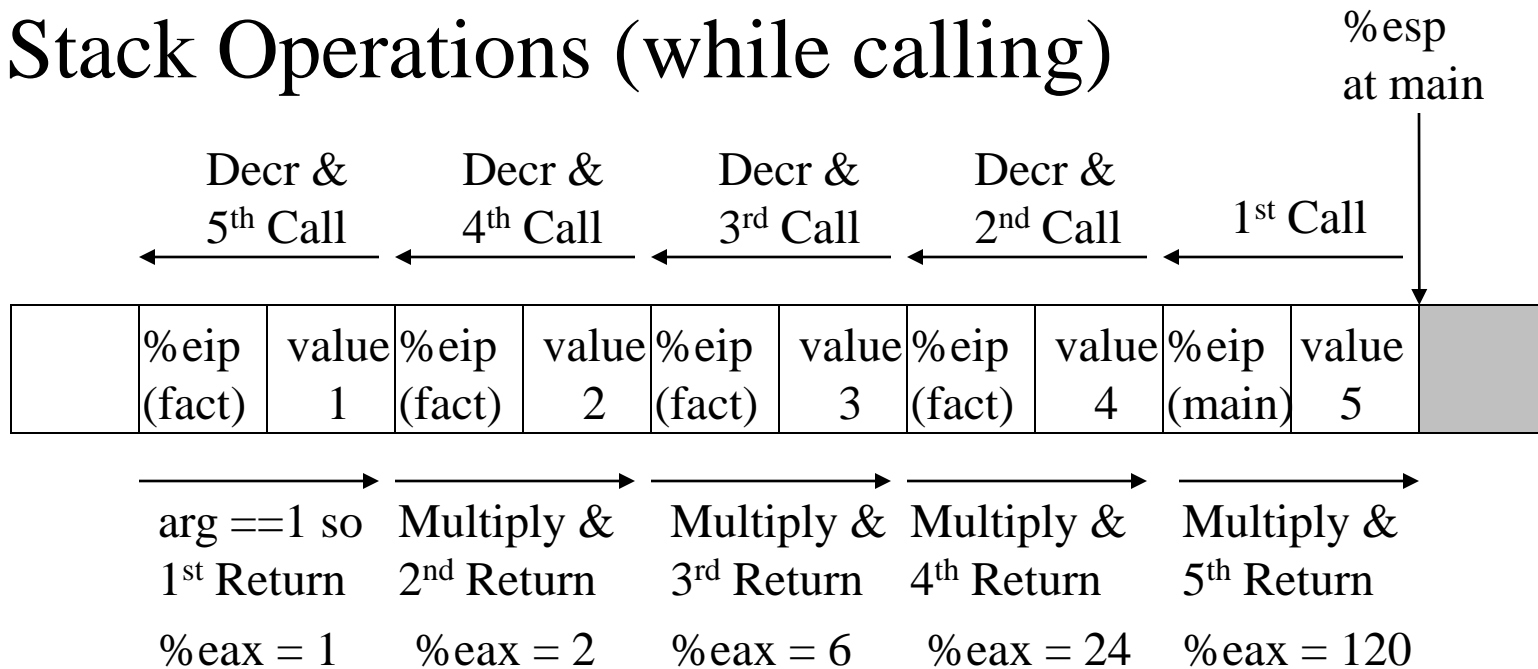 Stack Operations (while calling)
%esp
at main
Decr &
5th Call
Decr &
4th Call
Decr &
3rd Call
Decr &
2nd Call
1st Call
%eip
(fact)
value
1
%eip
(fact)
value
2
%eip
(fact)
value
3
%eip
(fact)
value
4
%eip
(main)
value
5
arg ==1 so
1st Return
%eax = 1
Multiply &
2nd Return
%eax = 2
Multiply &
3rd Return
%eax = 6
Multiply &
4th Return
%eax = 24
Multiply &
5th Return
%eax = 120